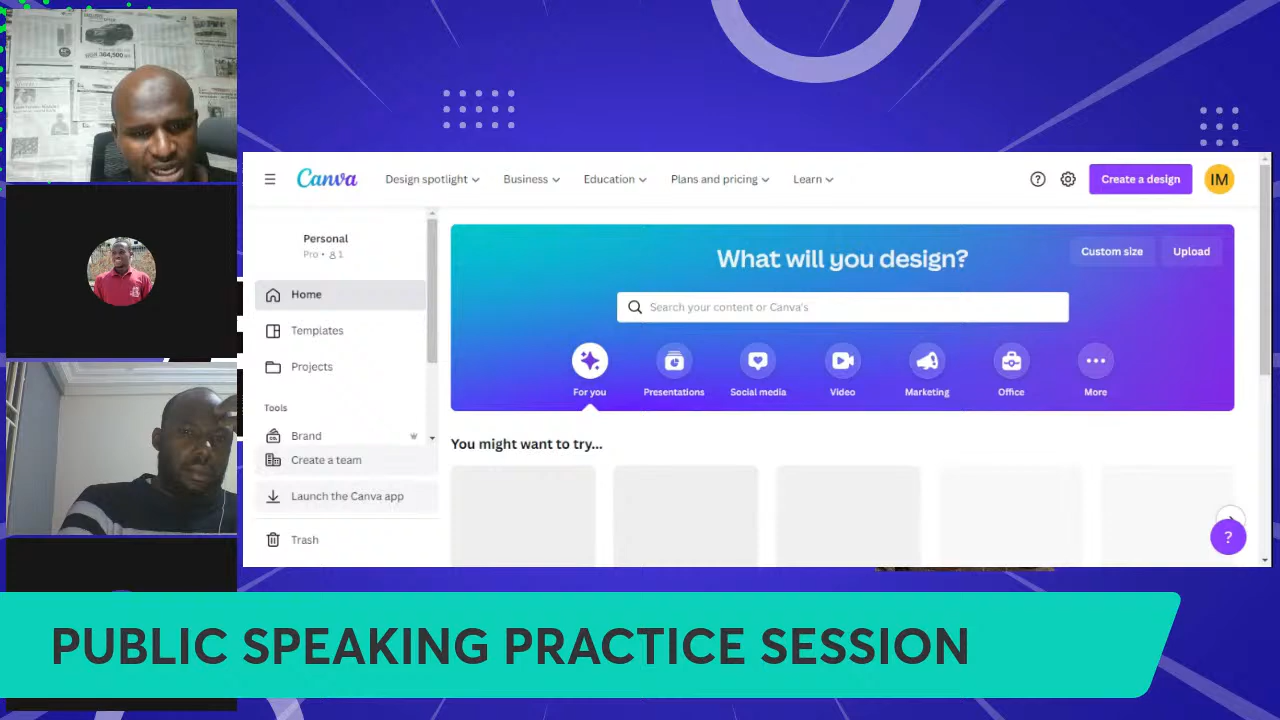 304,500
Canva
Design spotlight
Business
Education
Plans and pricing
Learn
Create a design
IM
Personal
Pro • 1
Home
Templates
Projects
Tools
Brand
Create a team
Launch the Canva app
Trash
What will you design?
Custom size
Upload
Search your content or Canva's
For you
Presentations
Social media
Video
Marketing
Office
More
You might want to try...
?
PUBLIC SPEAKING PRACTICE SESSION